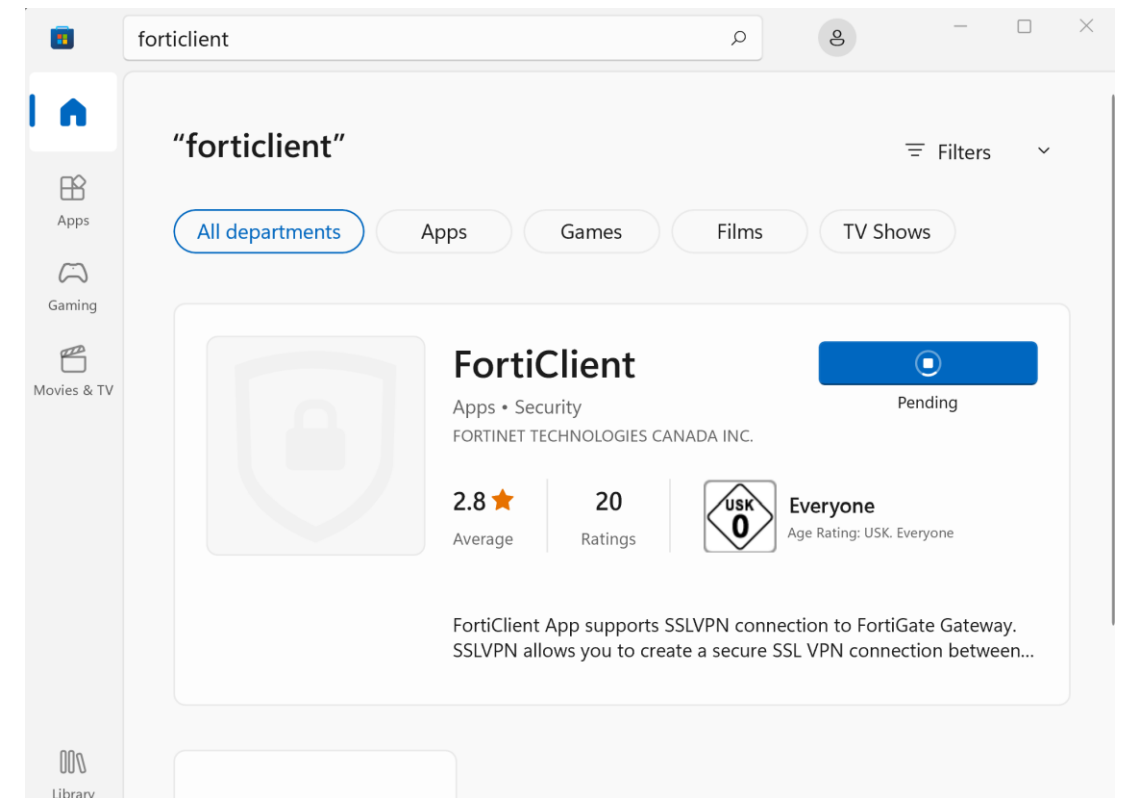 forticlient
"forticlient"
Filters
All departments
Apps
Games
Films
TV Shows
Apps
Gaming
Movies & TV
FortiClient
Pending
Apps • Security
FORTINET TECHNOLOGIES CANADA INC.
2.8
20
USK
0
Everyone
Average
Ratings
Age Rating: USK. Everyone
FortiClient App supports SSLVPN connection to FortiGate Gateway.
SSLVPN allows you to create a secure SSL VPN connection between...
Library